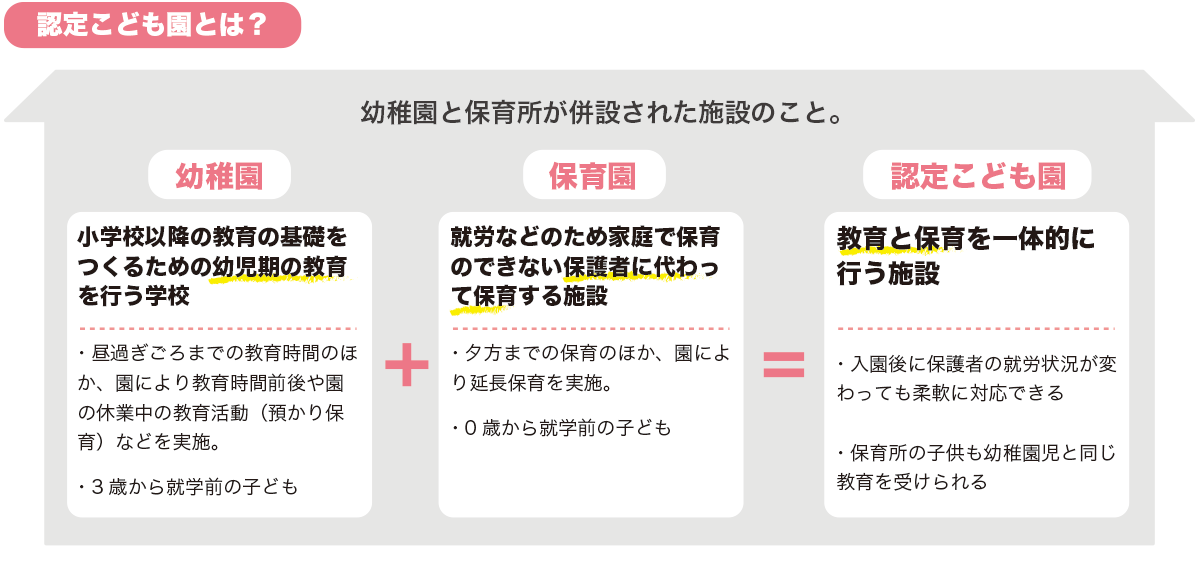 認定こども園とは？
幼稚園と保育所が併設された施設のこと。
幼稚園
小学校以降の教育の基礎を
つくるための幼児期の教育
を行う学校
・昼過ぎごろまでの教育時間のほ
か、園により教育時間前後や園
の休業中の教育活動（預かり保
育）などを実施。
・3歳から就学前の子ども
+
保育園
就労などのため家庭で保育
のできない保護者に代わっ
て保育する施設
・夕方までの保育のほか、園によ
り延長保育を実施。
・0歳から就学前の子ども
=
認定こども園
教育と保育を一体的に
行う施設
・入園後に保護者の就労状況が変
わっても柔軟に対応できる
・保育所の子供も幼稚園児と同じ
教育を受けられる